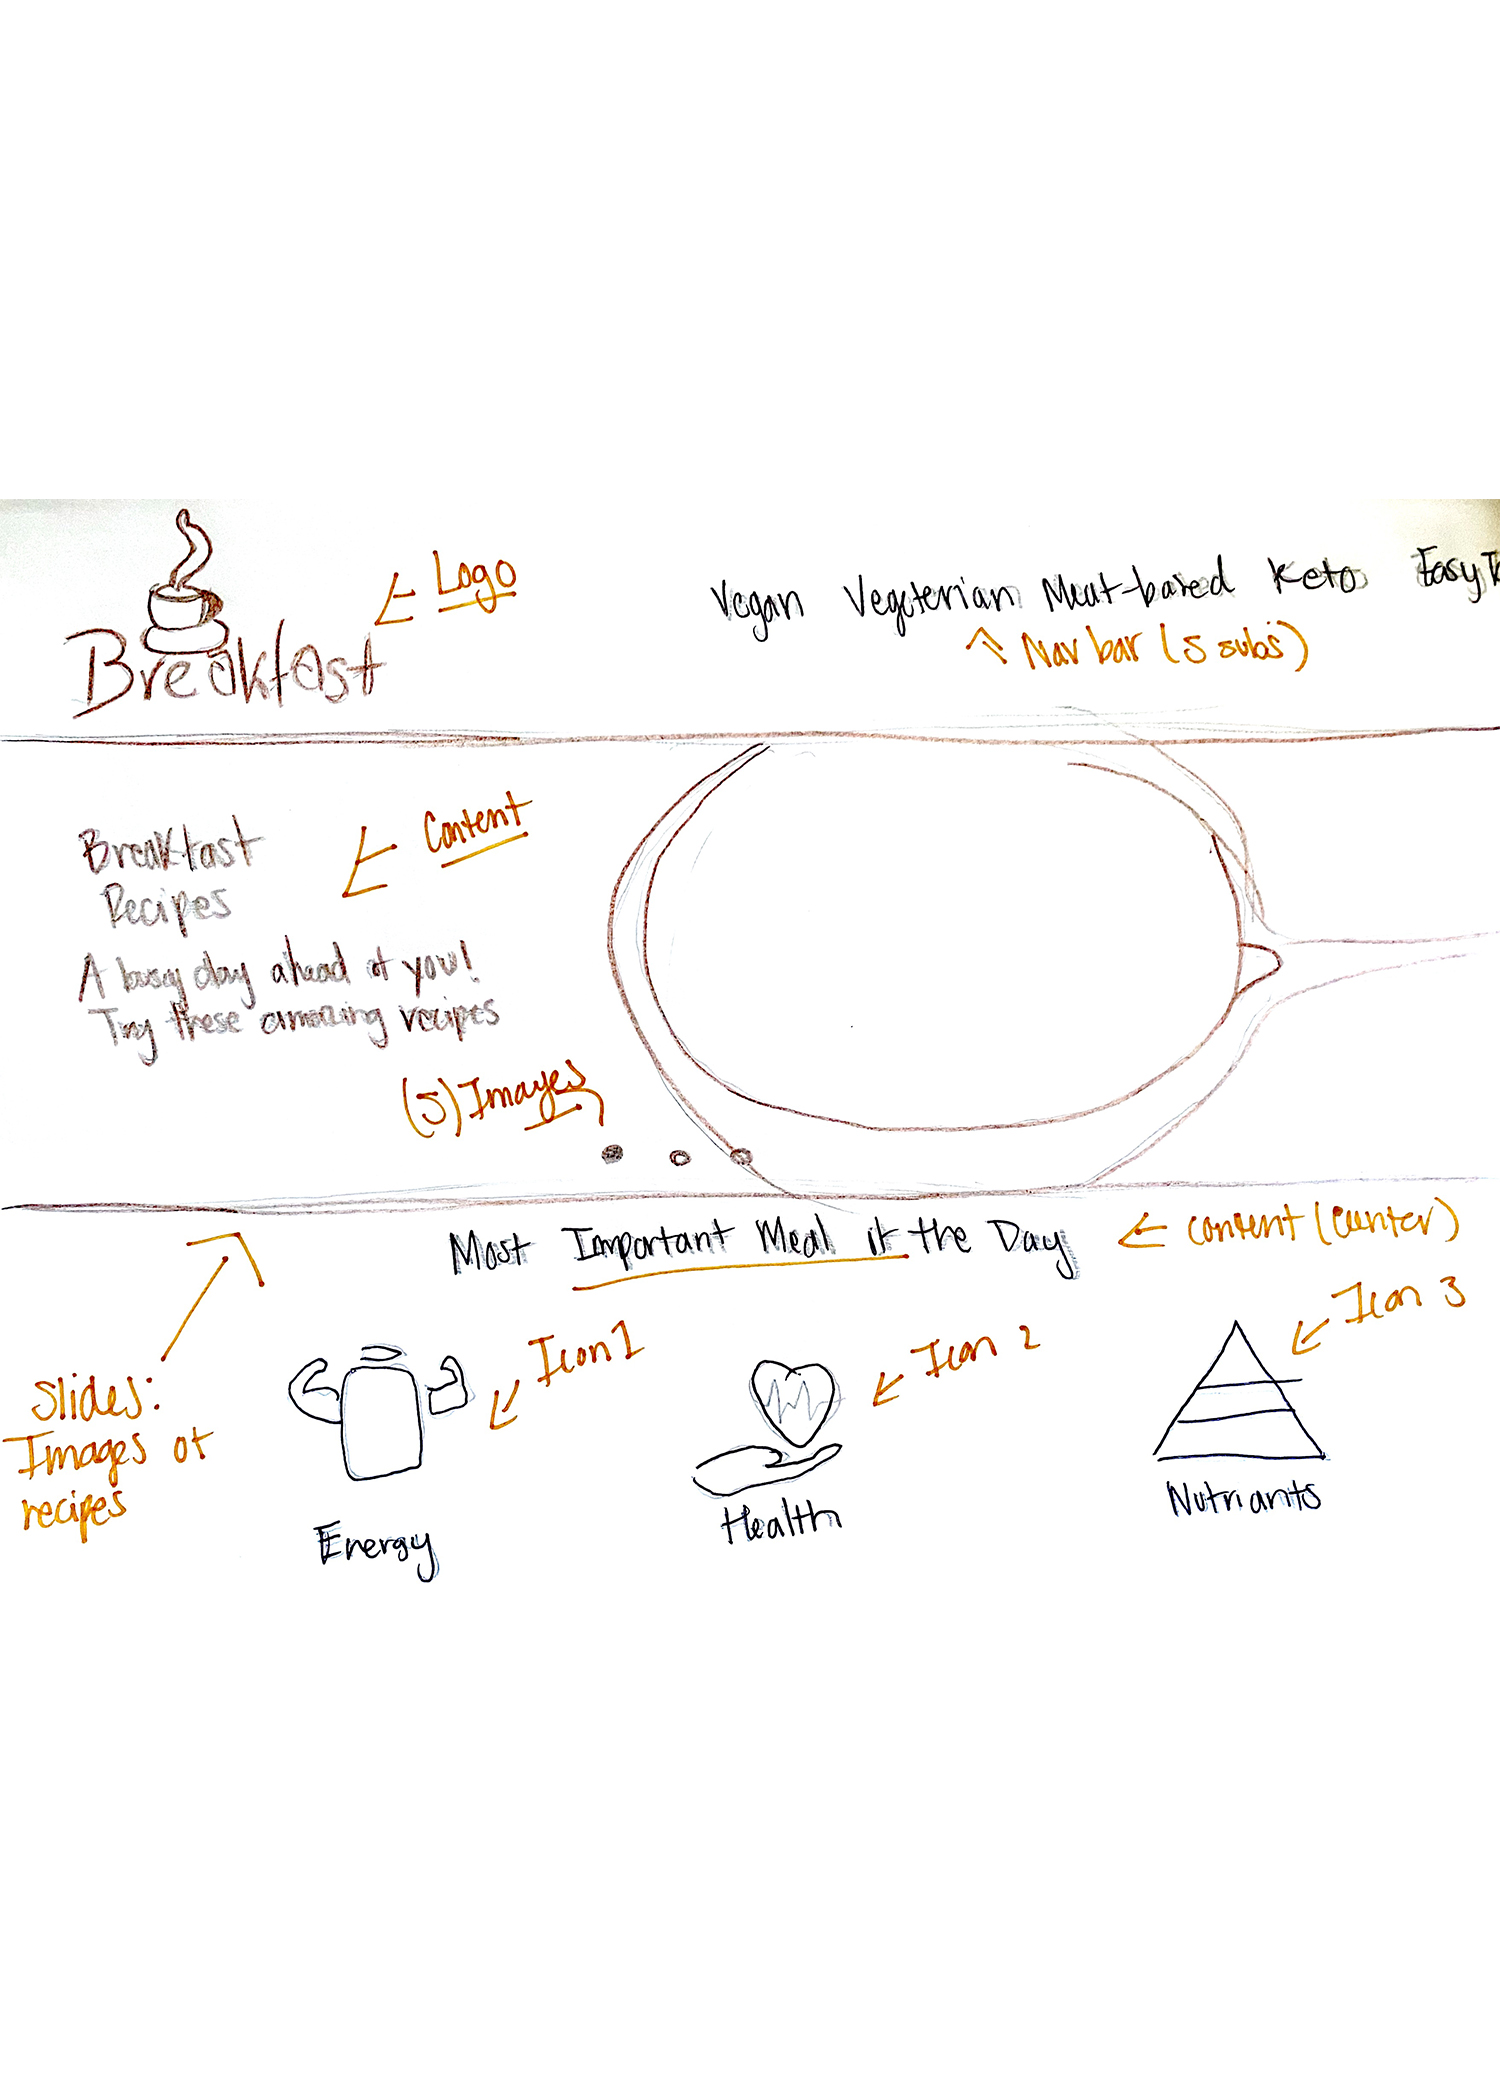 Logo
Breakfast
Vegan Vegeterian Meat-based Keto Easy
Nav bar (5 subs)
Breakfast
Recipes
Content
A busy day ahead of you!
Try these amazing recipes
(5) Images
Most Important Meal of the Day
content (center)
Slides:
Images of
recipes
Icon 1
Icon 2
Icon 3
Energy
Health
Nutriants